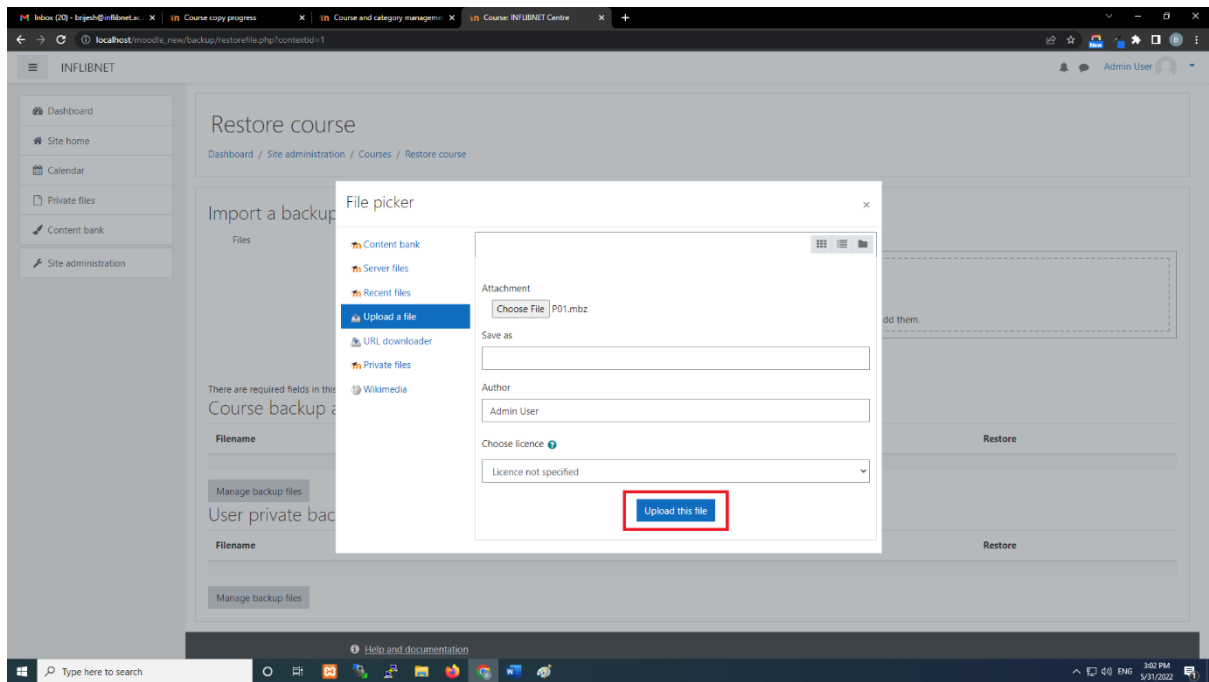 Inbox (20) - brijesh@inflibnet.ac.
Course copy progress
Course and category manageme
Course: INFLIBNET Centre
localhost/moodle_new/backup/restorefile.php?contextid=1
New
B
INFLIBNET
Admin User
Dashboard
Site home
Calendar
Private files
Content bank
Site administration
Restore course
Dashboard / Site administration / Courses / Restore course
Import a backup
Files
dd them.
There are required fields in this
Course backup a
Filename
Restore
Manage backup files
User private bac
Filename
Restore
Manage backup files
File picker
Content bank
Server files
Recent files
Upload a file
URL downloader
Private files
Wikimedia
Attachment
Choose File P01.mbz
Save as
Author
Admin User
Choose licence
Licence not specified
Upload this file
Help and documentation
Type here to search
ENG
3:02 PM
5/31/2022